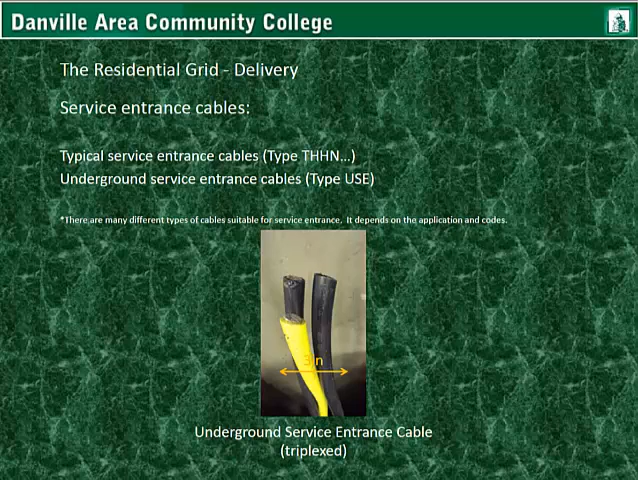 Danville Area Community College
The Residential Grid - Delivery
Service entrance cables:
Typical service entrance cables (Type THHN...)
Underground service entrance cables (Type USE)
*There are many different types of cables suitable for service entrance. It depends on the application and codes.
Underground Service Entrance Cable
(triplexed)